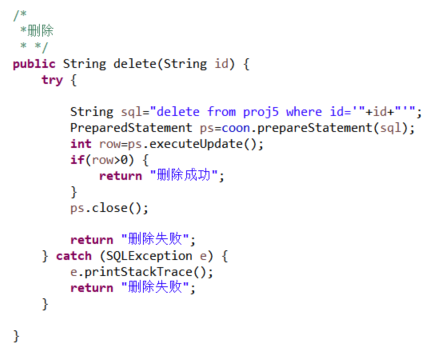 /*
 *删除
 * */
public String delete(String id) {
    try {
        String sql="delete from proj5 where id='"+id+"'";
        PreparedStatement ps=coon.prepareStatement(sql);
        int row=ps.executeUpdate();
        if(row>0) {
            return "删除成功";
        }
        ps.close();
        return "删除失败";
    } catch (SQLException e) {
        e.printStackTrace();
        return "删除失败";
    }
}